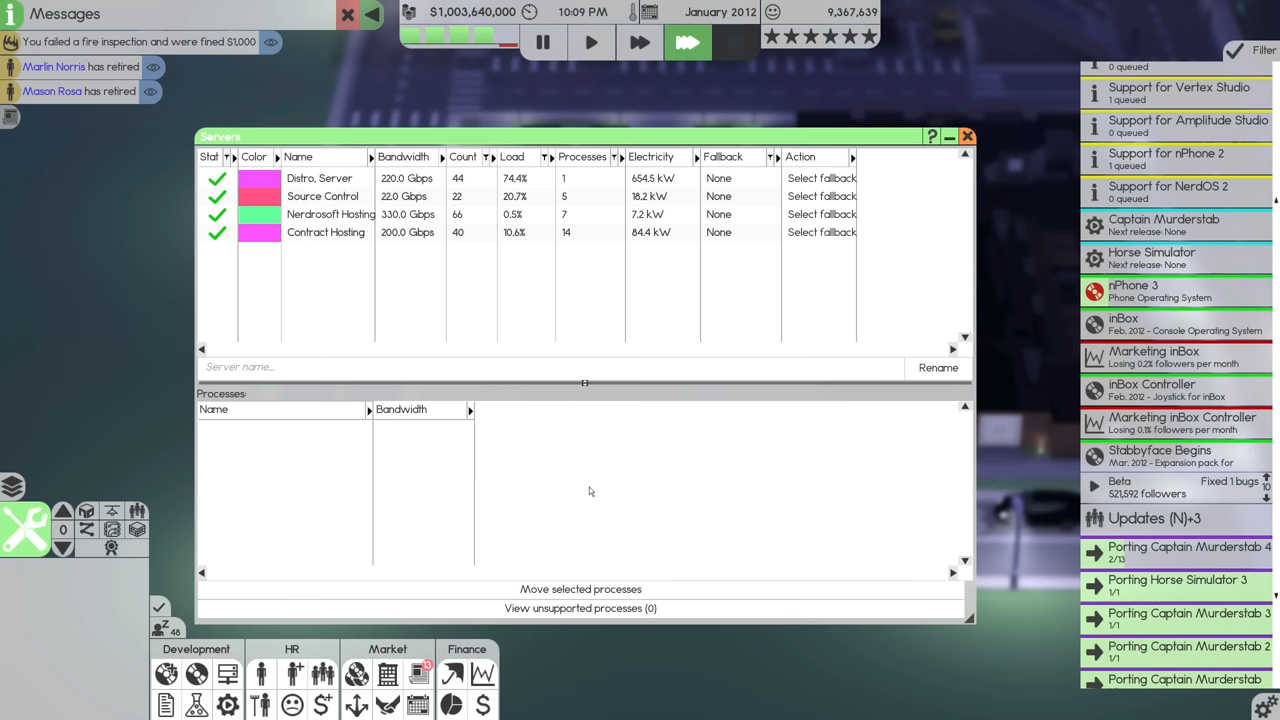 Messages
You failed a fire inspection and were fined $1,000
Marlin Norris has retired
Mason Rosa has retired
$1,003,640,000
10:09 PM
January 2012
9,367,639
Filter
Servers
?
Stat Color Name Bandwidth Count Load Processes Electricity Fallback Action
Distro. Server 220.0 Gbps 44 74.4% 1 654.5 kW None Select fallback
Source Control 22.0 Gbps 22 20.7% 5 18.2 kW None Select fallback
Nerdrosoft Hosting 330.0 Gbps 66 0.5% 7 7.2 kW None Select fallback
Contract Hosting 200.0 Gbps 40 10.6% 14 84.4 kW None Select fallback
Server name...
Rename
Processes:
Name Bandwidth
Move selected processes
View unsupported processes (0)
0 queued
Support for Vertex Studio
1 queued
Support for Amplitude Studio
0 queued
Support for nPhone 2
1 queued
Support for NerdOS 2
0 queued
Captain Murderstab
Next release: None
Horse Simulator
Next release: None
nPhone 3
Phone Operating System
inBox
Feb. 2012 - Console Operating System
Marketing inBox
Losing 0.2% followers per month
inBox Controller
Feb. 2012 - Joystick for inBox
Marketing inBox Controller
Losing 0.1% followers per month
Stabbyface Begins
Mar. 2012 - Expansion pack for
Beta Fixed 1 bugs
521,592 followers
10
Updates (N)+3
Porting Captain Murderstab 4
2/13
Porting Horse Simulator 3
1/1
Porting Captain Murderstab 3
1/1
Porting Captain Murderstab 2
1/1
Porting Captain Murderstab
0
48
Development HR Market Finance
13